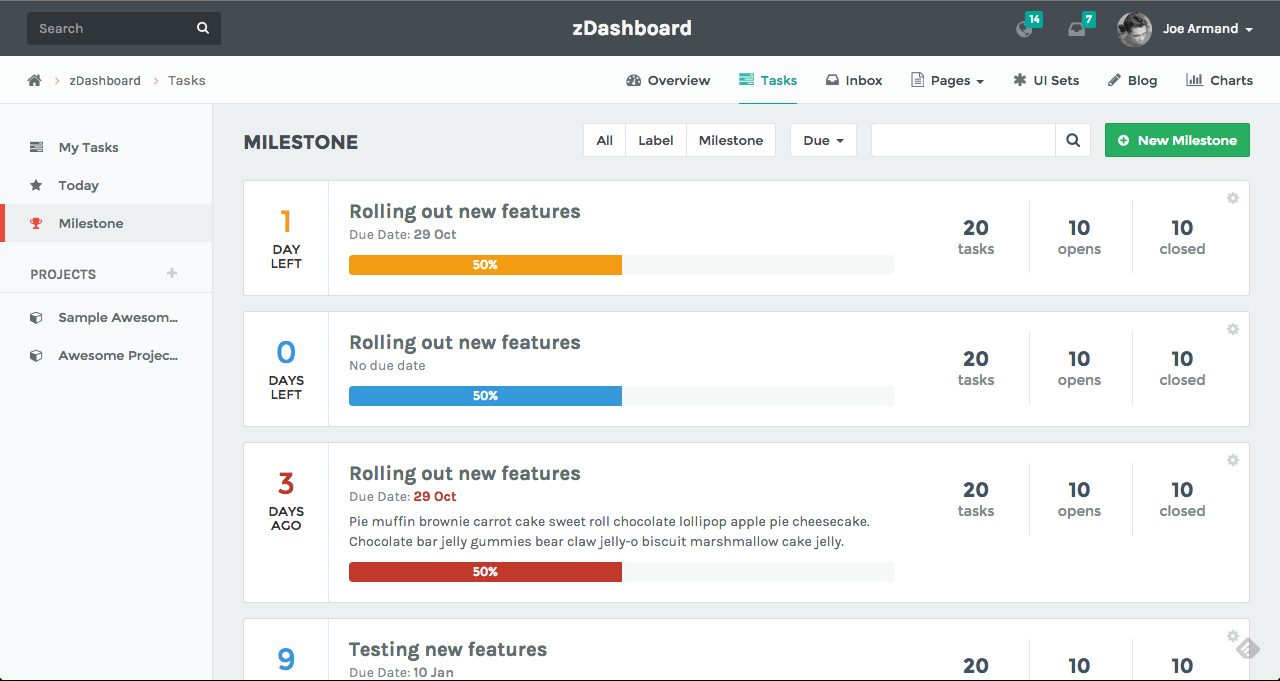 Search
zDashboard
14
7
Joe Armand
zDashboard
Tasks
Overview
Tasks
Inbox
Pages
UI Sets
Blog
Charts
My Tasks
Today
Milestone
PROJECTS
Sample Awesom...
Awesome Projec...
MILESTONE
All
Label
Milestone
Due
New Milestone
1
DAY
LEFT
Rolling out new features
Due Date: 29 Oct
50%
20
tasks
10
opens
10
closed
0
DAYS
LEFT
Rolling out new features
No due date
50%
20
tasks
10
opens
10
closed
3
DAYS
AGO
Rolling out new features
Due Date: 29 Oct
Pie muffin brownie carrot cake sweet roll chocolate lollipop apple pie cheesecake.
Chocolate bar jelly gummies bear claw jelly-o biscuit marshmallow cake jelly.
50%
20
tasks
10
opens
10
closed
9
Testing new features
Due Date: 10 Jan
20
10
10